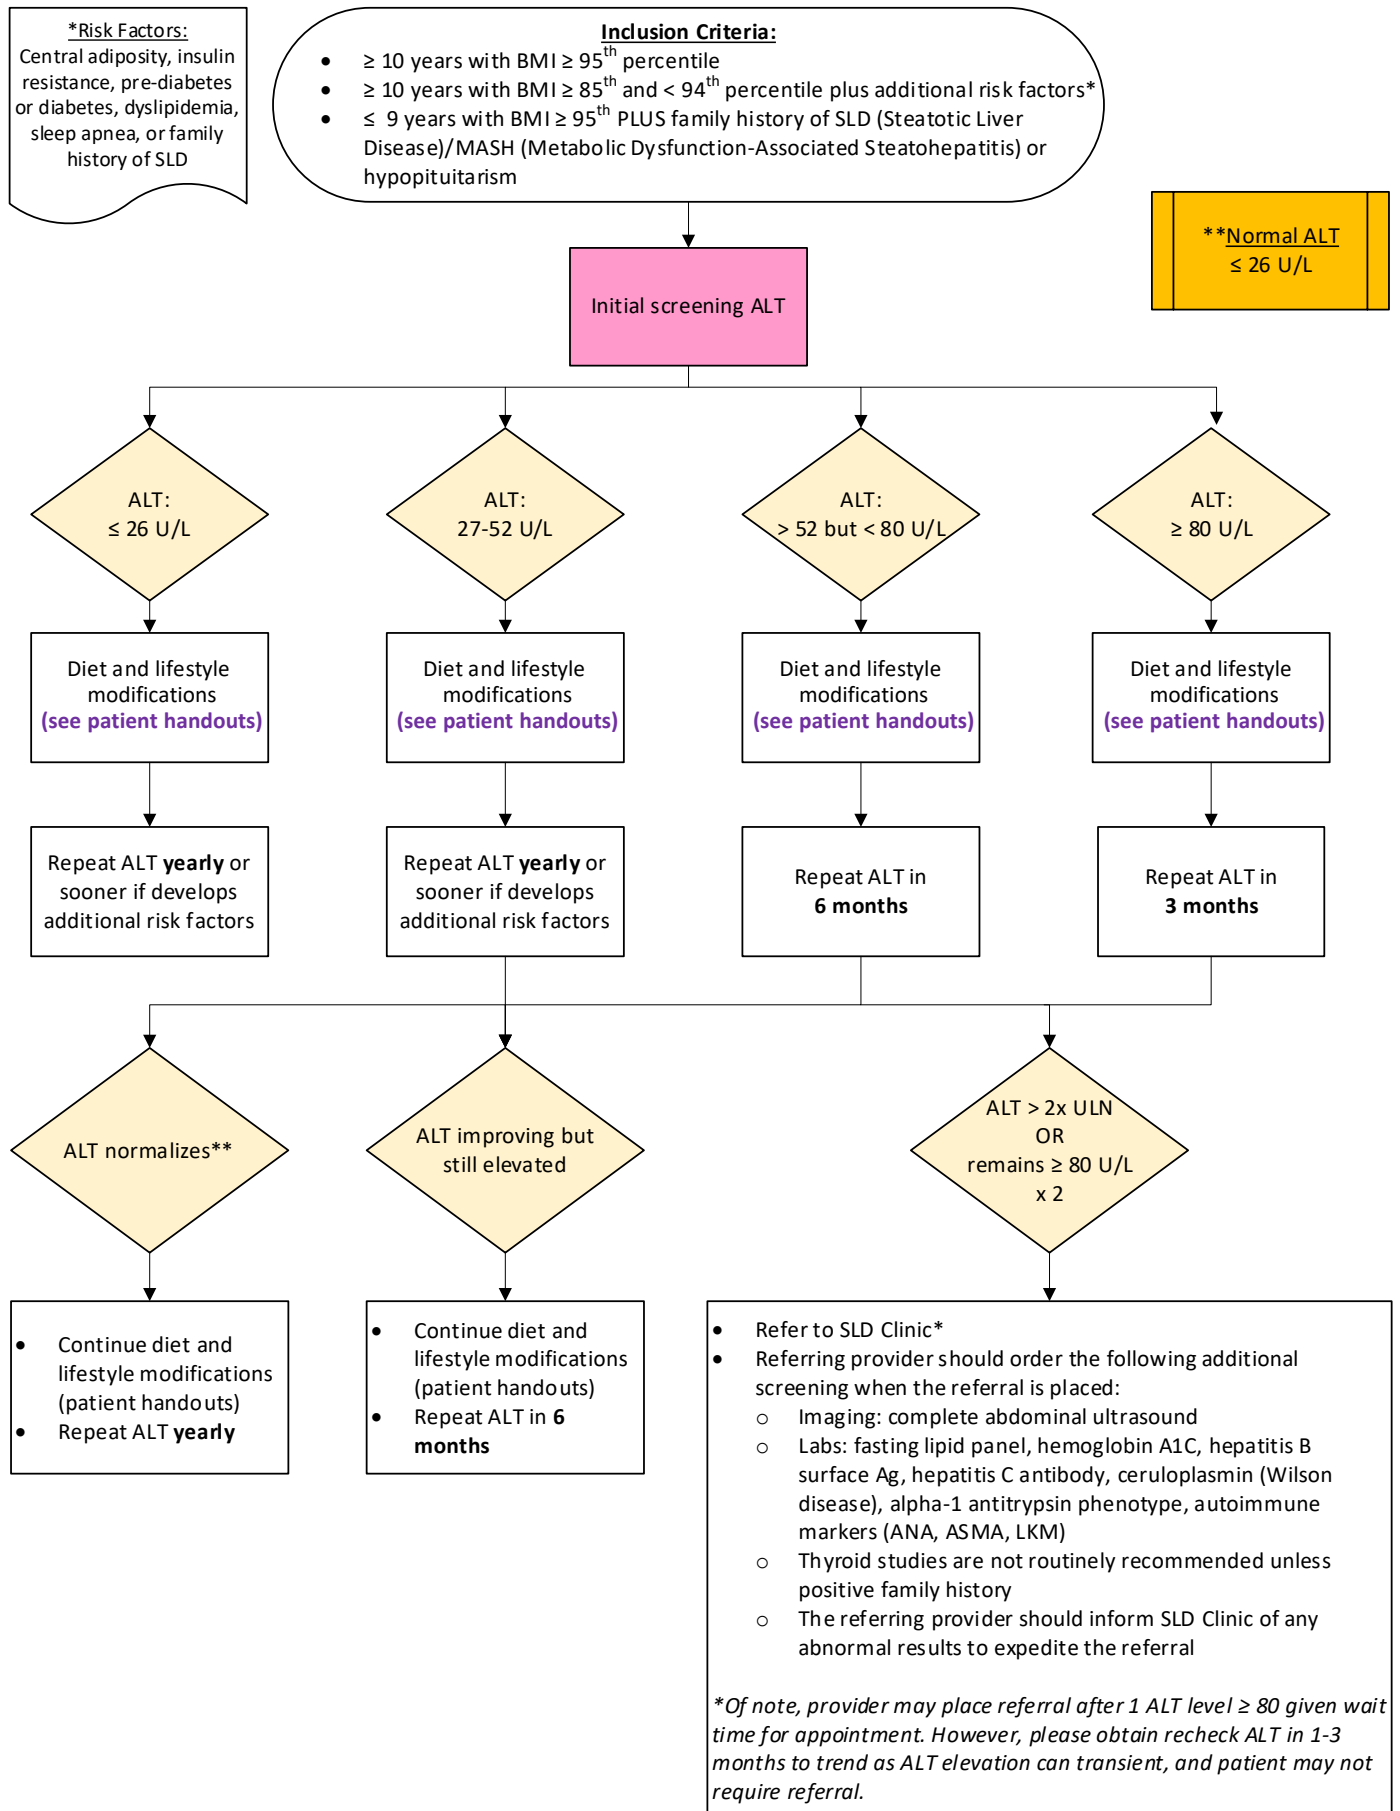 *Risk Factors:
Central adiposity, insulin
resistance, pre-diabetes
or diabetes, dyslipidemia,
sleep apnea, or family
history of SLD
Inclusion Criteria:
• ≥ 10 years with BMI ≥ 95th percentile
• ≥ 10 years with BMI ≥ 85th and < 94th percentile plus additional risk factors*
• ≤ 9 years with BMI ≥ 95th PLUS family history of SLD (Steatotic Liver
Disease)/MASH (Metabolic Dysfunction-Associated Steatohepatitis) or
hypopituitarism
**Normal ALT
≤ 26 U/L
Initial screening ALT
ALT:
≤ 26 U/L
ALT:
27-52 U/L
ALT:
> 52 but < 80 U/L
ALT:
≥ 80 U/L
Diet and lifestyle
modifications
(see patient handouts)
Diet and lifestyle
modifications
(see patient handouts)
Diet and lifestyle
modifications
(see patient handouts)
Diet and lifestyle
modifications
(see patient handouts)
Repeat ALT yearly or
sooner if develops
additional risk factors
Repeat ALT yearly or
sooner if develops
additional risk factors
Repeat ALT in
6 months
Repeat ALT in
3 months
ALT normalizes**
ALT improving but
still elevated
ALT > 2x ULN
OR
remains ≥ 80 U/L
x 2
• Continue diet and
lifestyle modifications
(patient handouts)
• Repeat ALT yearly
• Continue diet and
lifestyle modifications
(patient handouts)
• Repeat ALT in 6
months
• Refer to SLD Clinic*
• Referring provider should order the following additional
screening when the referral is placed:
o Imaging: complete abdominal ultrasound
o Labs: fasting lipid panel, hemoglobin A1C, hepatitis B
surface Ag, hepatitis C antibody, ceruloplasmin (Wilson
disease), alpha-1 antitrypsin phenotype, autoimmune
markers (ANA, ASMA, LKM)
o Thyroid studies are not routinely recommended unless
positive family history
o The referring provider should inform SLD Clinic of any
abnormal results to expedite the referral
*Of note, provider may place referral after 1 ALT level ≥ 80 given wait
time for appointment. However, please obtain recheck ALT in 1-3
months to trend as ALT elevation can transient, and patient may not
require referral.